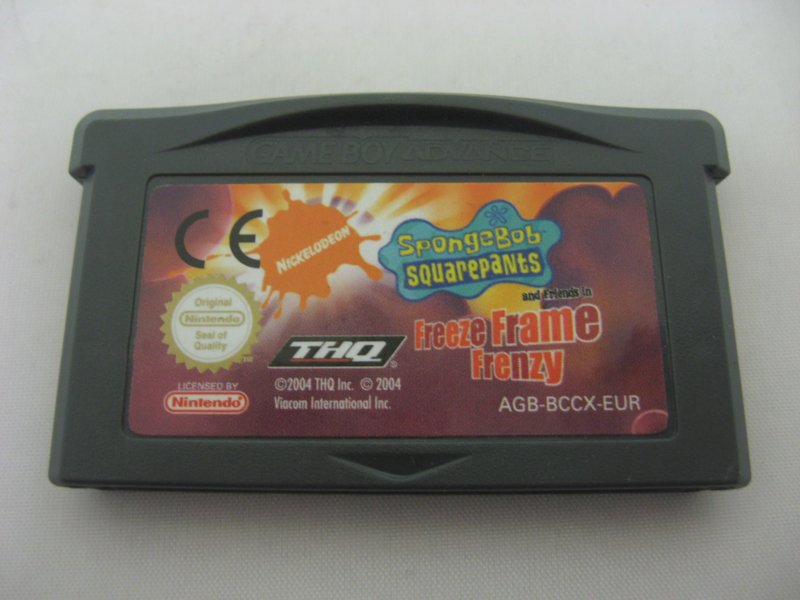 GAME BOY ADVANCE
CE
NICKELODEON
SpongeBob
SQUAREPANTS
and Friends in
Freeze Frame
Frenzy
Original
Nintendo
Seal of
Quality
THQ
LICENSED BY
Nintendo
©2004 THQ Inc. © 2004
Viacom International Inc.
AGB-BCCX-EUR